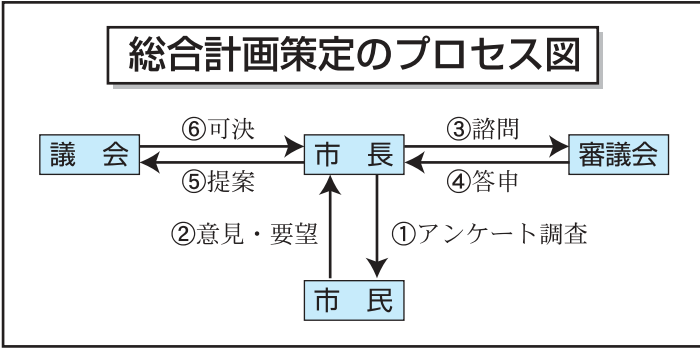 総合計画策定のプロセス図
⑥可決
③諮問
議 会
市 長
審議会
⑤提案
④答申
②意見・要望
①アンケート調査
市 民